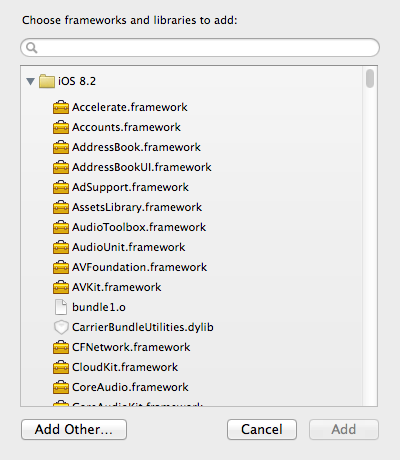 Choose frameworks and libraries to add:
iOS 8.2
Accelerate.framework
Accounts.framework
AddressBook.framework
AddressBookUI.framework
AdSupport.framework
AssetsLibrary.framework
AudioToolbox.framework
AudioUnit.framework
AVFoundation.framework
AVKit.framework
bundle1.o
CarrierBundleUtilities.dylib
CFNetwork.framework
CloudKit.framework
CoreAudio.framework
CoreAudioKit.framework
Add Other...
Cancel
Add